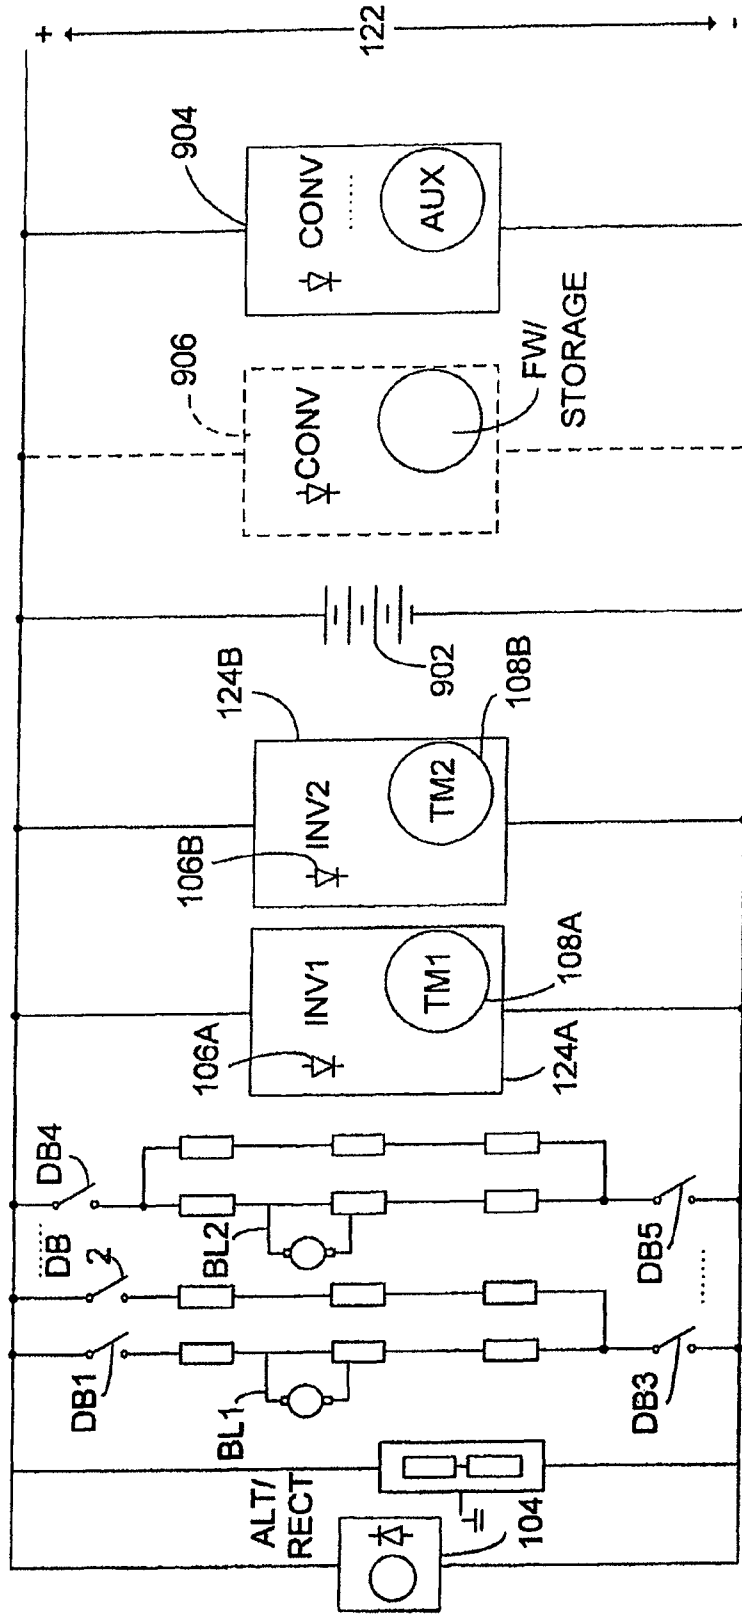 +
122
-
904
CONV
AUX
906
CONV
FW/
STORAGE
902
124B
106B
INV2
TM2
108B
106A
INV1
TM1
108A
124A
DB4
DB
2
DB1
BL2
BL1
DB5
DB3
ALT/
RECT
104